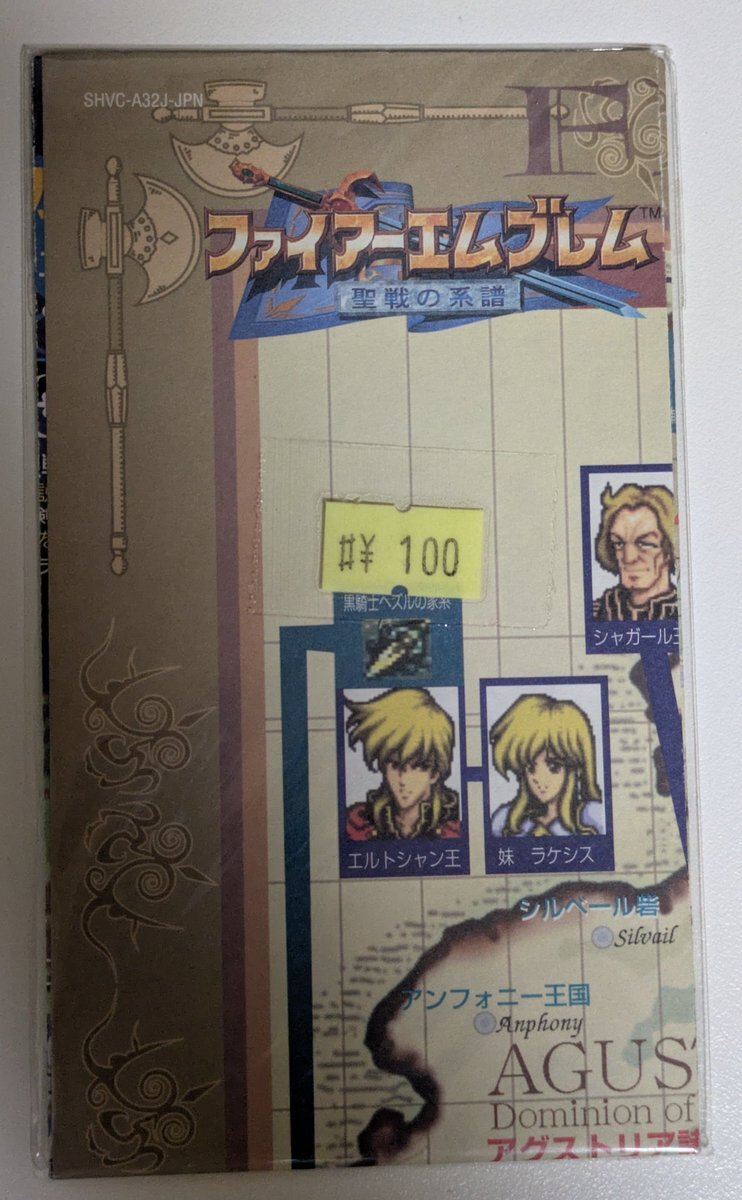 SHVC-A32J-JPN
F
ファイアーエムブレム™
聖戦の系譜
¥ 100
黒騎士ヘズルの家系
シャガール王
エルトシャン王
妹 ラケシス
シルベール砦
Silvail
アンフォニー王国
Anphony
AGUS
Dominion of
アグストリア諸